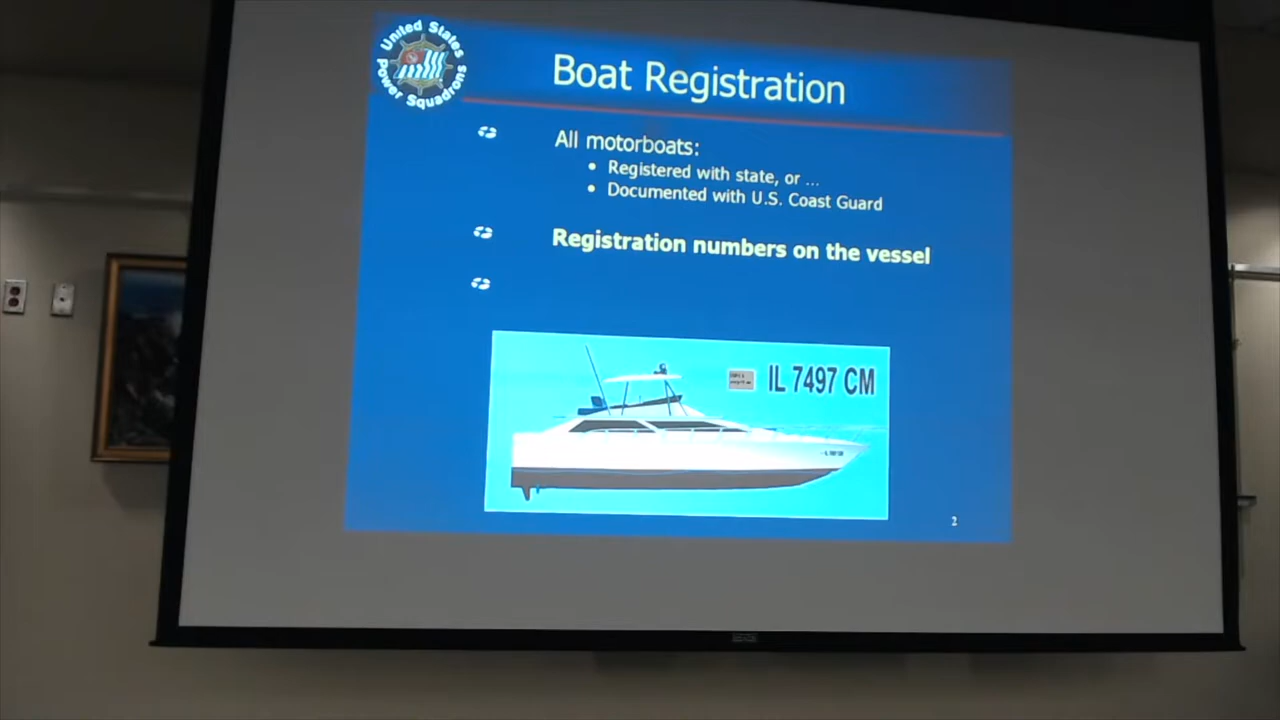 United States
Power Squadrons
Boat Registration
All motorboats:
• Registered with state, or ...
• Documented with U.S. Coast Guard
Registration numbers on the vessel
IL 7497 CM
2